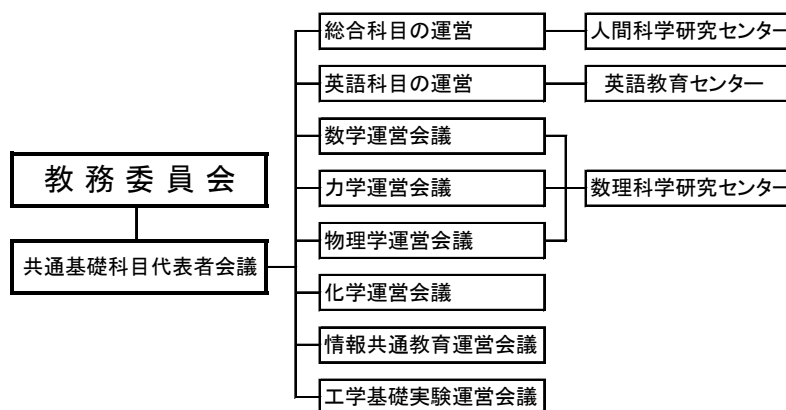 総合科目の運営
人間科学研究センター
英語科目の運営
英語教育センター
数学運営会議
教務委員会
力学運営会議
数理科学研究センター
物理学運営会議
共通基礎科目代表者会議
化学運営会議
情報共通教育運営会議
工学基礎実験運営会議